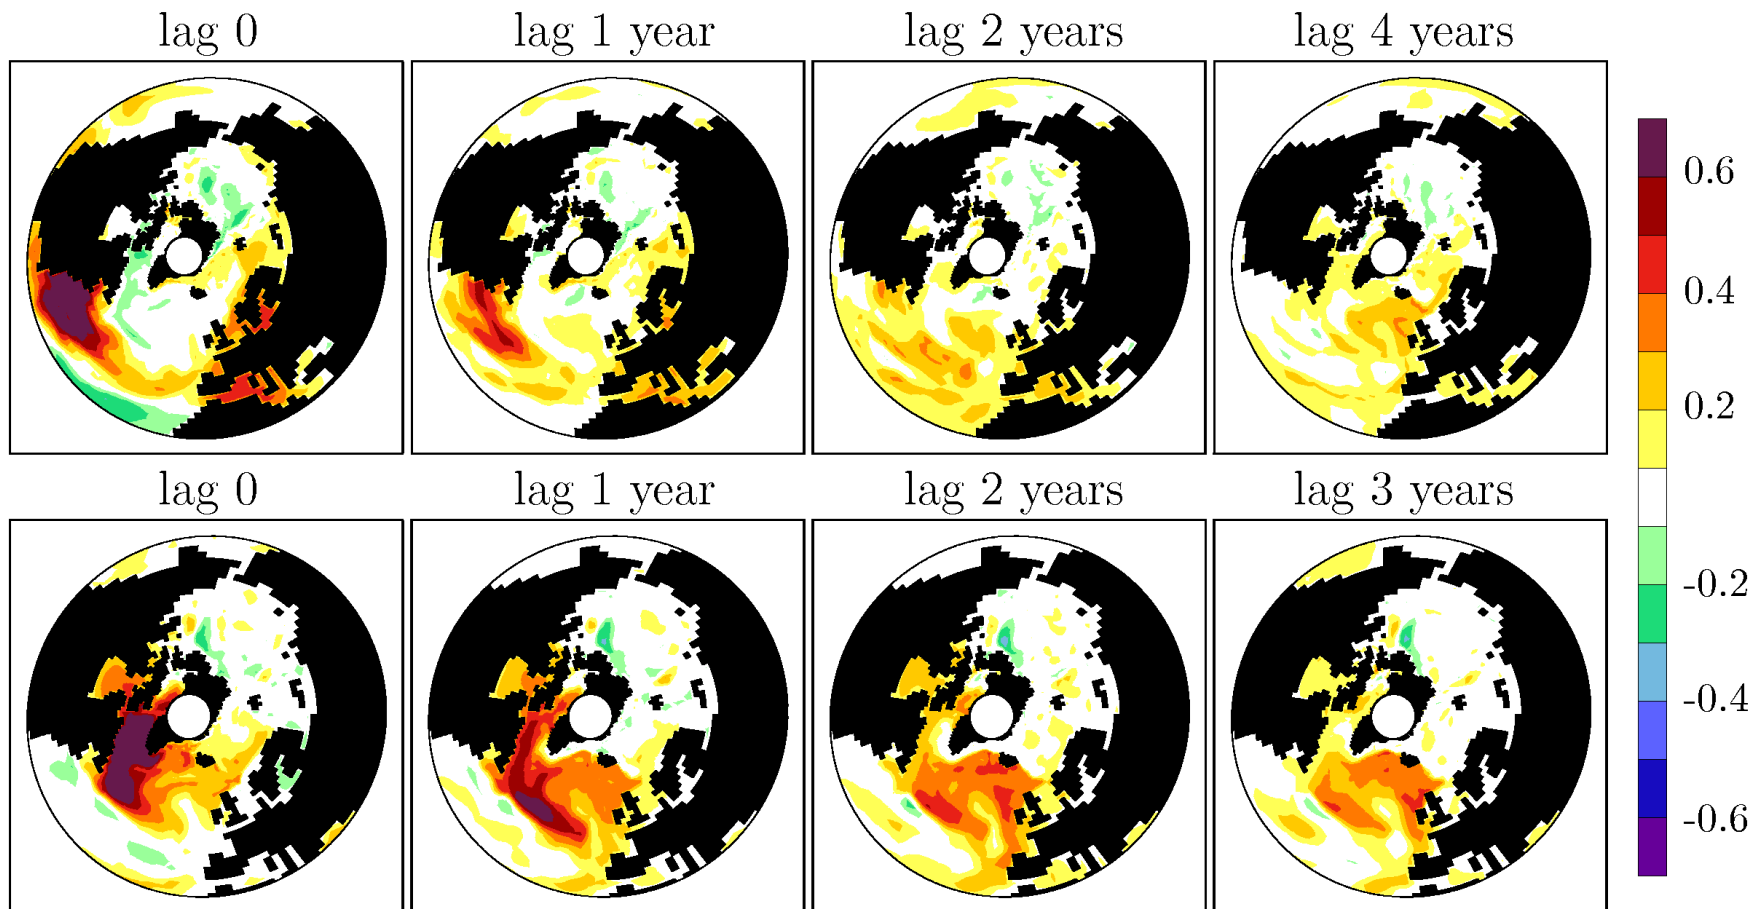 lag 0
lag 1 year
lag 2 years
lag 4 years
0.6
0.4
0.2
-0.2
-0.4
-0.6
lag 0
lag 1 year
lag 2 years
lag 3 years